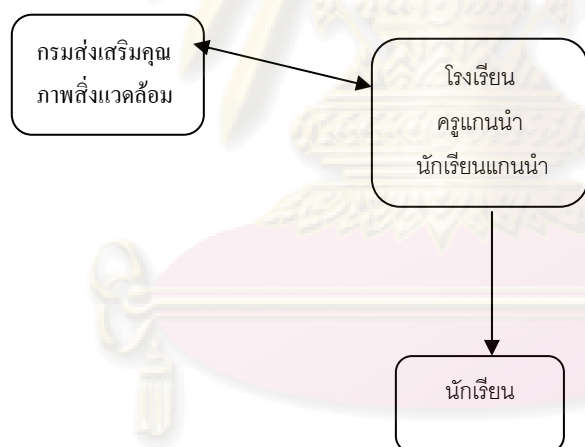 กรมส่งเสริมคุณ
ภาพสิ่งแวดล้อม
โรงเรียน
ครูแกนนำ
นักเรียนแกนนำ
นักเรียน